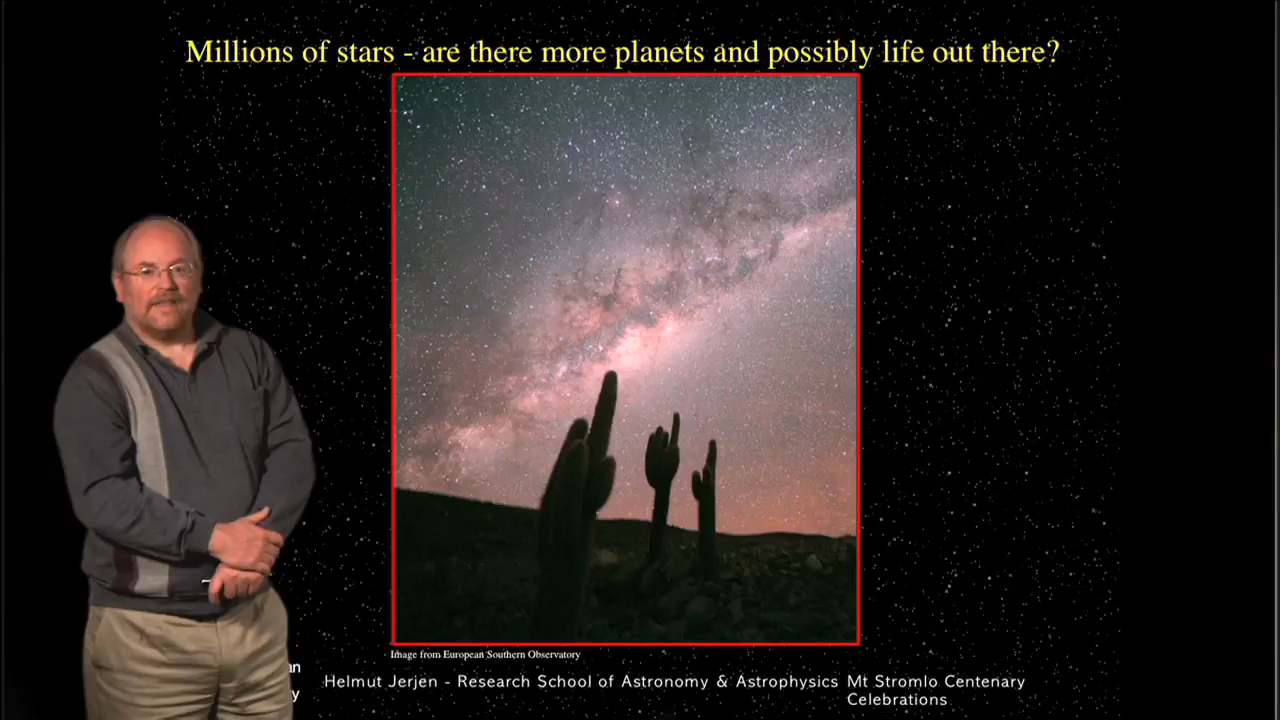 Millions of stars - are there more planets and possibly life out there?
Image from European Southern Observatory
an
y
Helmut Jerjen - Research School of Astronomy & Astrophysics
Mt Stromlo Centenary
Celebrations